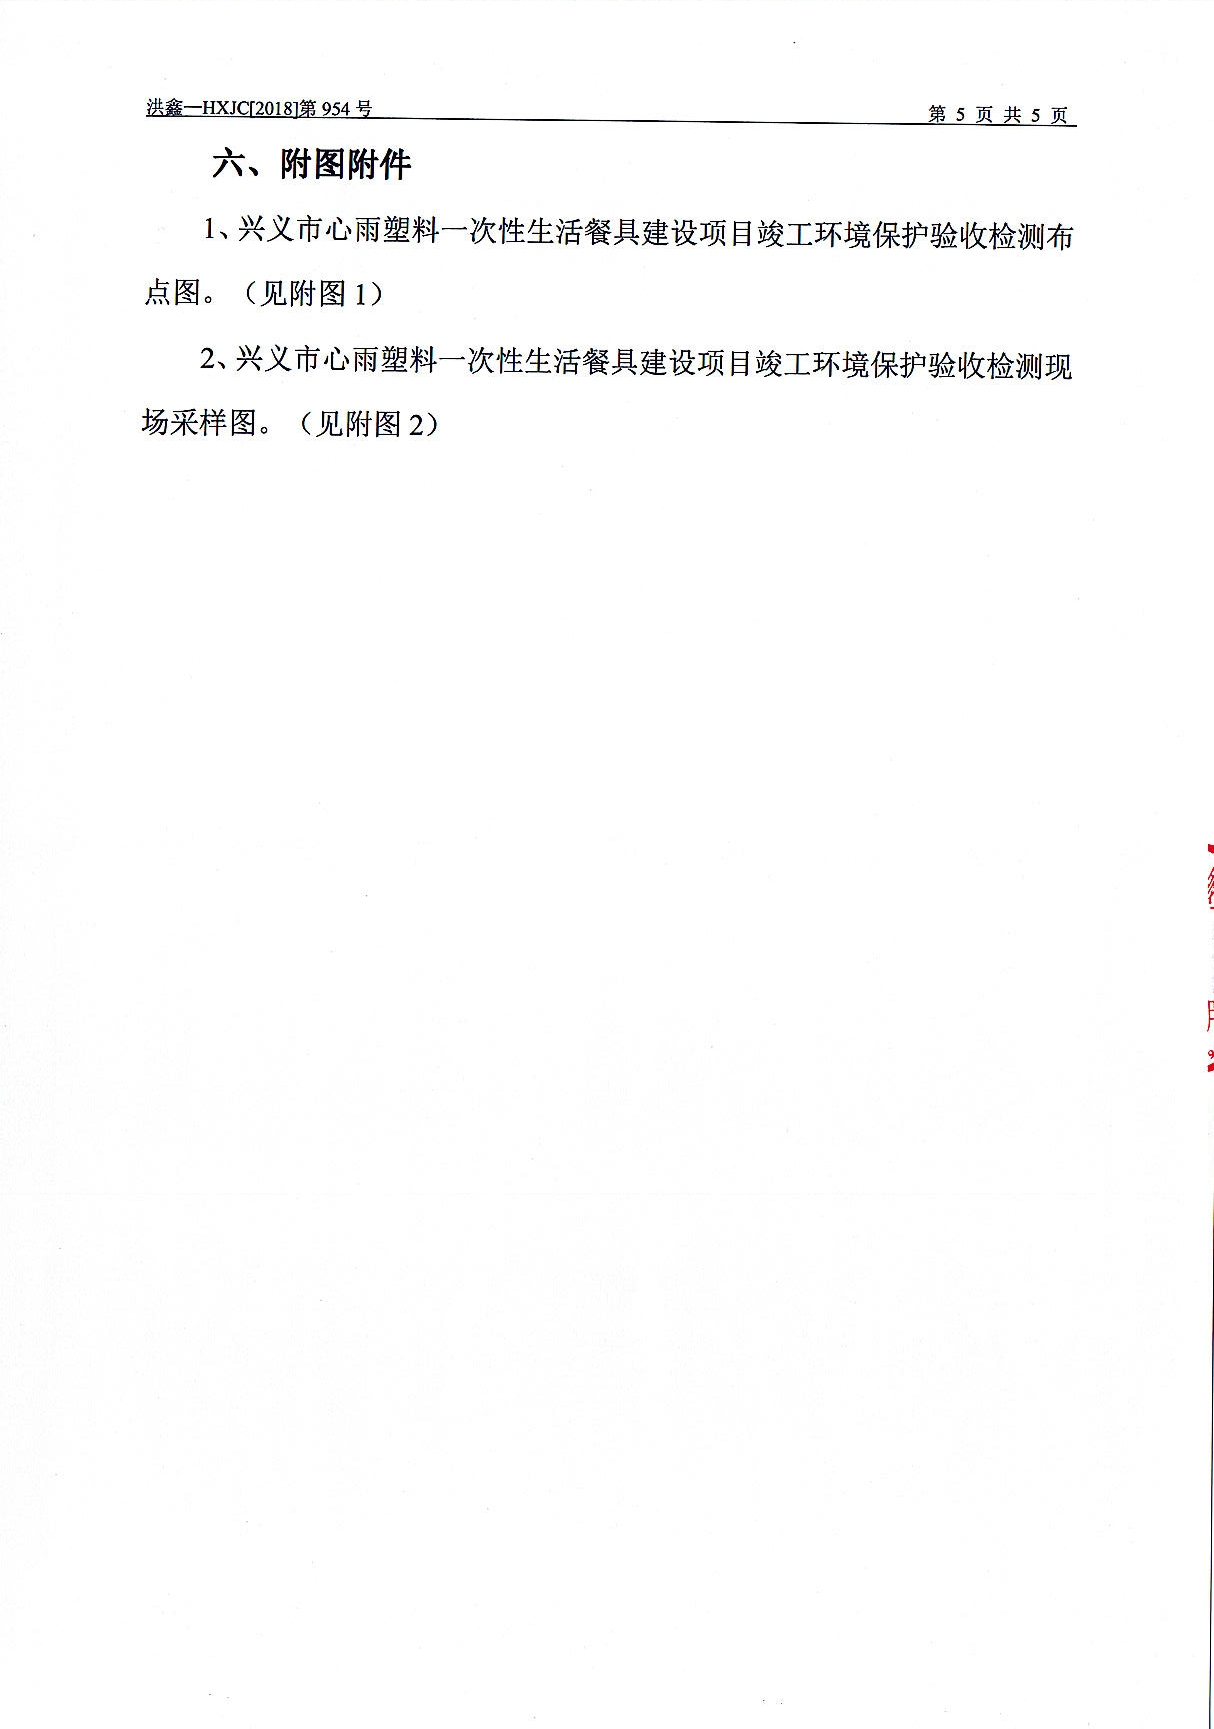 洪鑫一HXJC[2018]第 954 号
第 5 页 共 5 页
六、附图附件
1、兴义市心雨塑料一次性生活餐具建设项目竣工环境保护验收检测布
点图。（见附图 1）
2、兴义市心雨塑料一次性生活餐具建设项目竣工环境保护验收检测现
场采样图。（见附图 2）